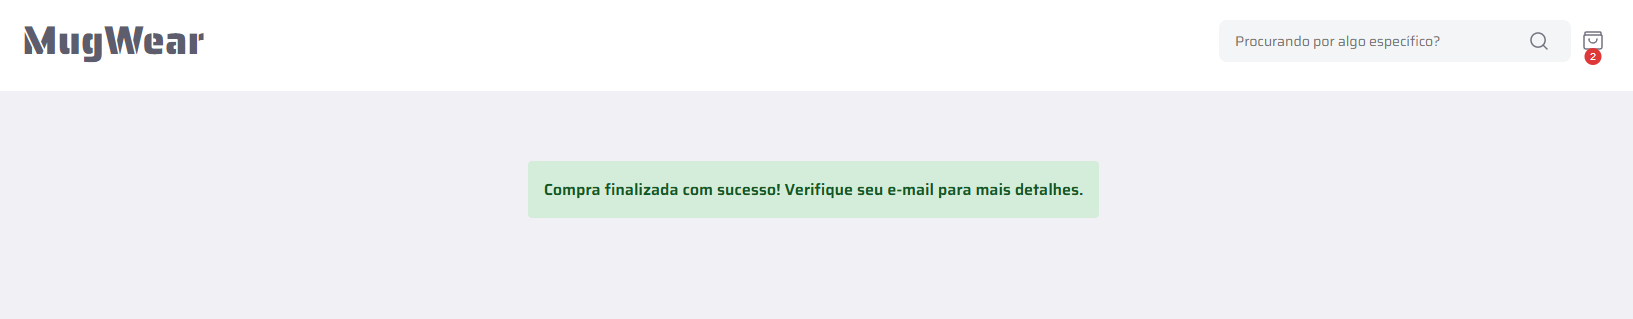 MugWear
Procurando por algo específico?
2
Compra finalizada com sucesso! Verifique seu e-mail para mais detalhes.